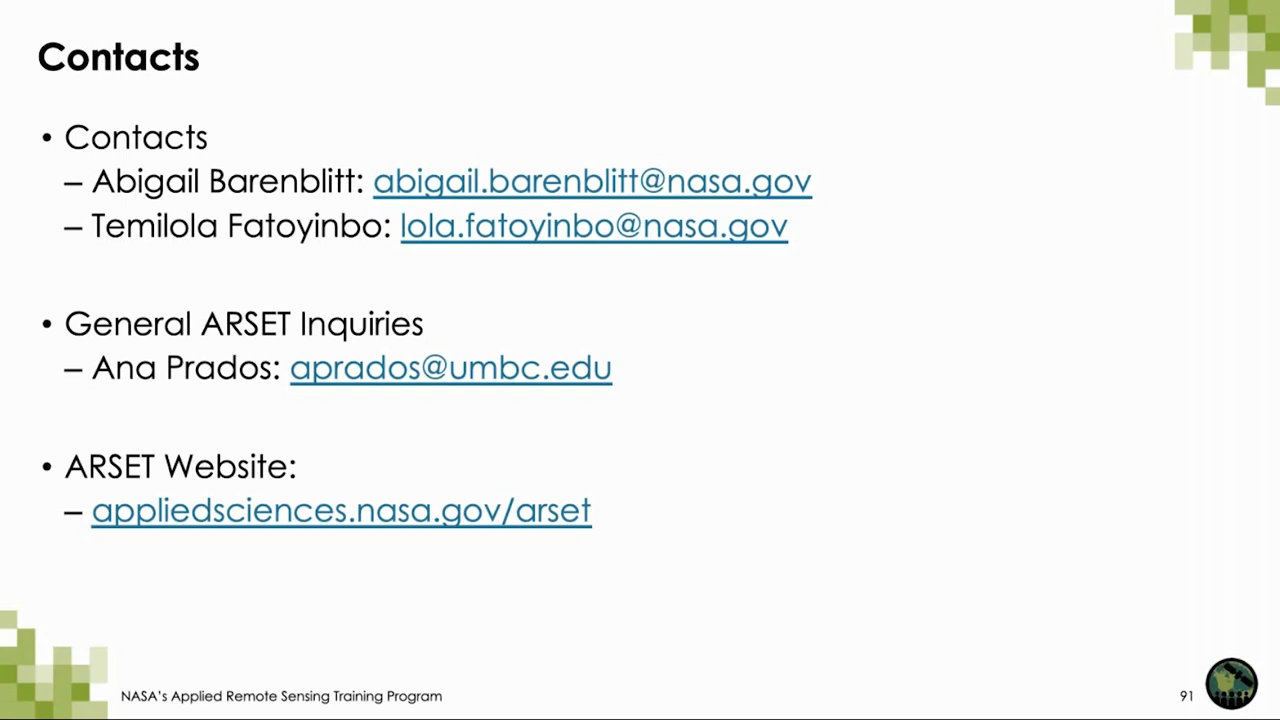 Contacts
• Contacts
– Abigail Barenblitt: abigail.barenblitt@nasa.gov
– Temilola Fatoyinbo: lola.fatoyinbo@nasa.gov
• General ARSET Inquiries
– Ana Prados: aprados@umbc.edu
• ARSET Website:
– appliedsciences.nasa.gov/arset
NASA's Applied Remote Sensing Training Program
91